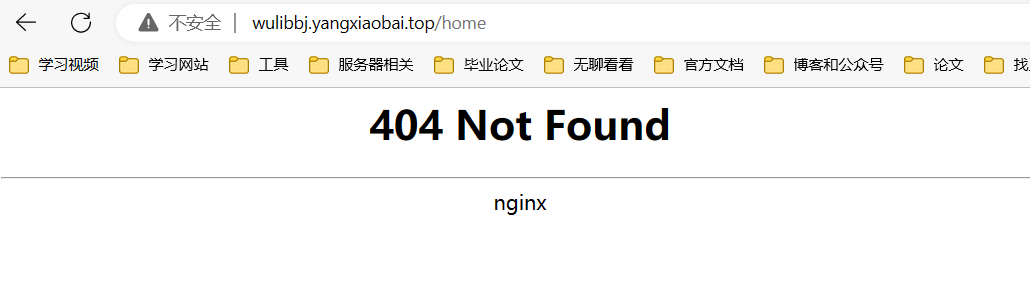 不安全 | wulibbj.yangxiaobai.top/home
学习视频 学习网站 工具 服务器相关 毕业论文 无聊看看 官方文档 博客和公众号 论文
404 Not Found
nginx